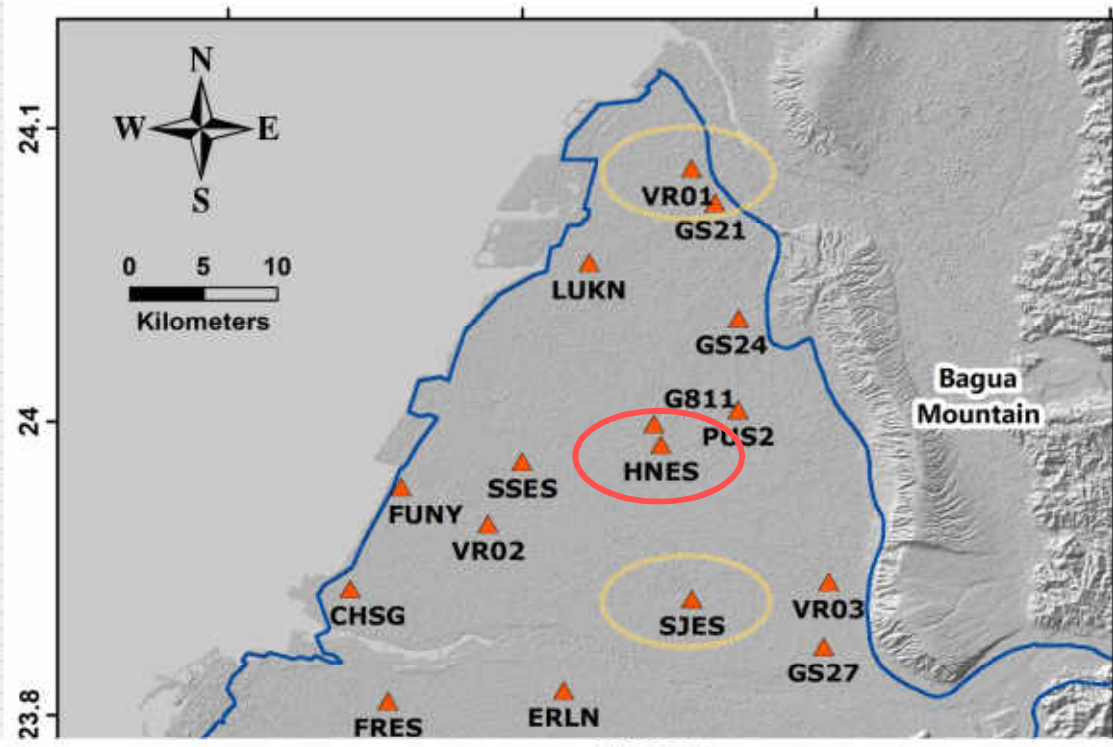 N
W
E
S
0 5 10
Kilometers
24.1
24
23.8
VR01
GS21
LUKN
GS24
Bagua
Mountain
G811
PUS2
HNES
SSES
FUNY
VR02
CHSG
SJES
VR03
GS27
FRES
ERLN